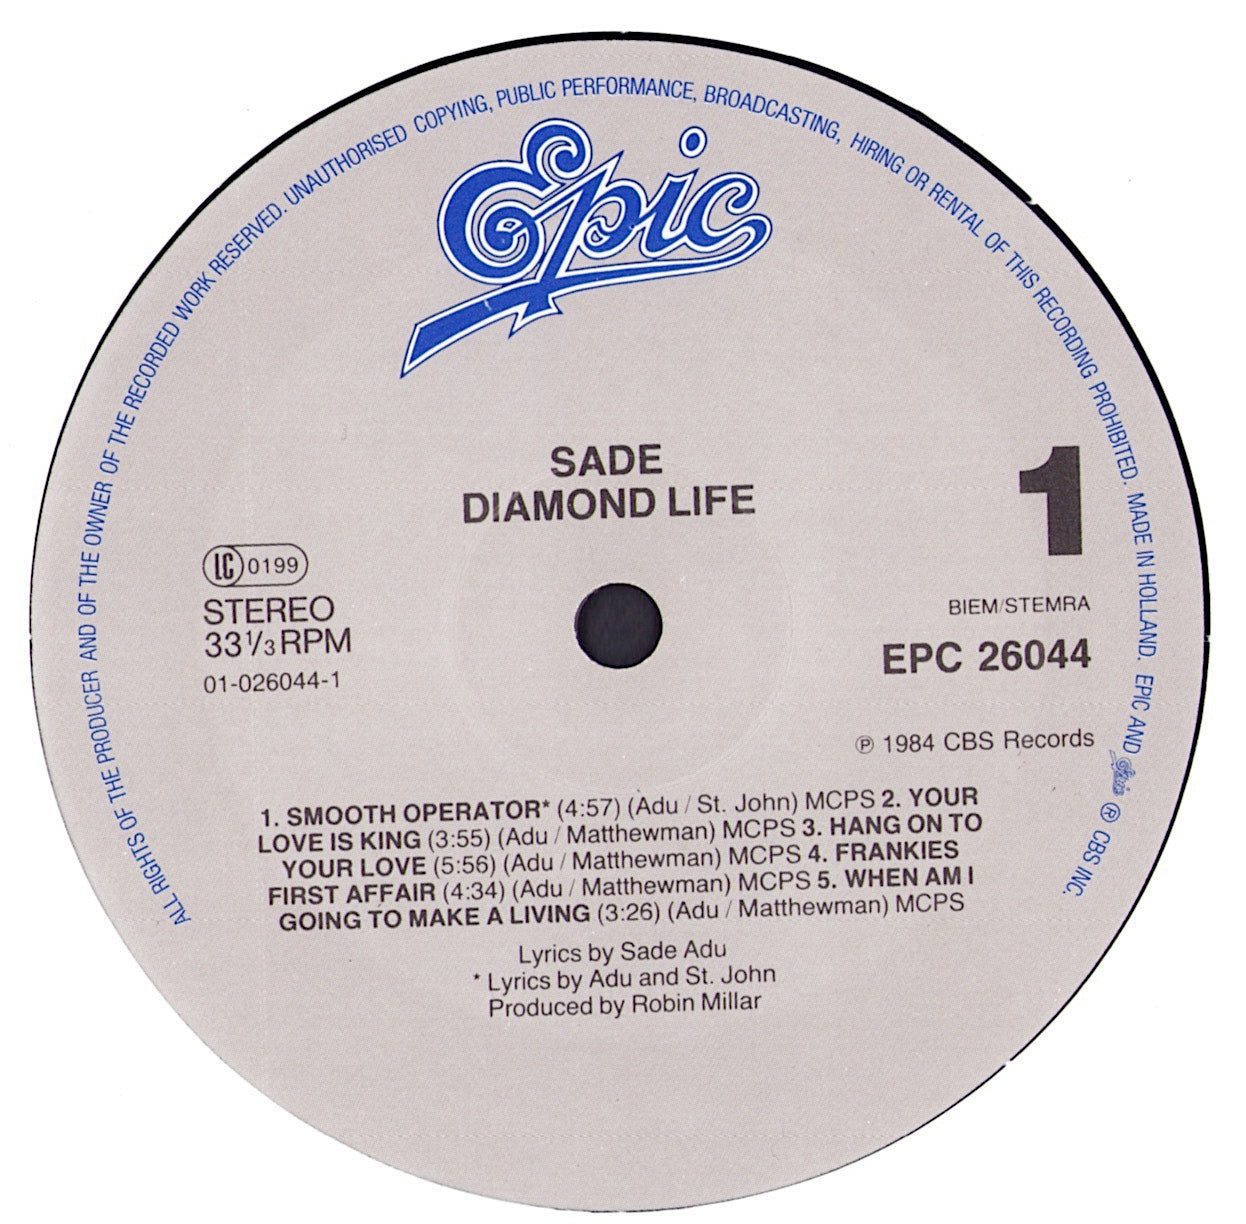 ALL RIGHTS OF THE PRODUCER AND OF THE OWNER OF THE RECORDED WORK RESERVED. UNAUTHORISED COPYING, PUBLIC PERFORMANCE, BROADCASTING, HIRING OR RENTAL OF THIS RECORDING PROHIBITED. MADE IN HOLLAND. EPIC AND Epic ® CBS INC.
Epic
SADE
DIAMOND LIFE
1
LC 0199
STEREO
33⅓ RPM
01-026044-1
BIEM/STEMRA
EPC 26044
℗ 1984 CBS Records
1. SMOOTH OPERATOR* (4:57) (Adu / St. John) MCPS 2. YOUR
LOVE IS KING (3:55) (Adu / Matthewman) MCPS 3. HANG ON TO
YOUR LOVE (5:56) (Adu / Matthewman) MCPS 4. FRANKIES
FIRST AFFAIR (4:34) (Adu / Matthewman) MCPS 5. WHEN AM I
GOING TO MAKE A LIVING (3:26) (Adu / Matthewman) MCPS
Lyrics by Sade Adu
* Lyrics by Adu and St. John
Produced by Robin Millar